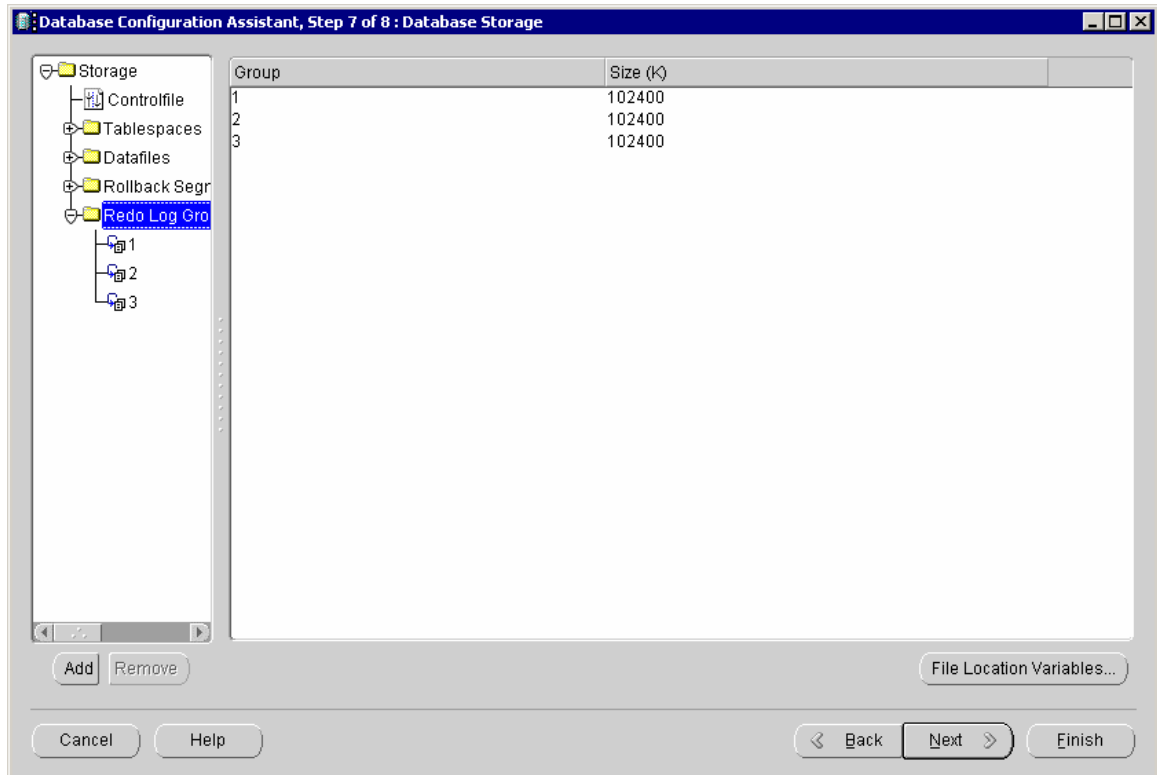 Database Configuration Assistant, Step 7 of 8 : Database Storage
Storage
Controlfile
Tablespaces
Datafiles
Rollback Segr
Redo Log Gro
1
2
3
Group Size (K)
1 102400
2 102400
3 102400
Add Remove File Location Variables...
Cancel Help Back Next Finish